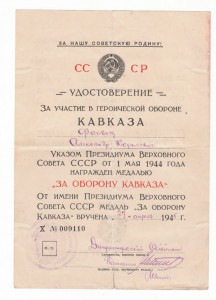 ЗА НАШУ СОВЕТСКУЮ РОДИНУ!
СС СР
УДОСТОВЕРЕНИЕ
ЗА УЧАСТИЕ В ГЕРОИЧЕСКОЙ ОБОРОНЕ
КАВКАЗА
УКАЗОМ ПРЕЗИДИУМА ВЕРХОВНОГО
СОВЕТА СССР ОТ 1 МАЯ 1944 ГОДА
НАГРАЖДЕН МЕДАЛЬЮ
„ЗА ОБОРОНУ КАВКАЗА"
ОТ ИМЕНИ ПРЕЗИДИУМА ВЕРХОВНОГО
СОВЕТА СССР МЕДАЛЬ „ЗА ОБОРОНУ
КАВКАЗА" ВРУЧЕНА
X № 009110
М. П.